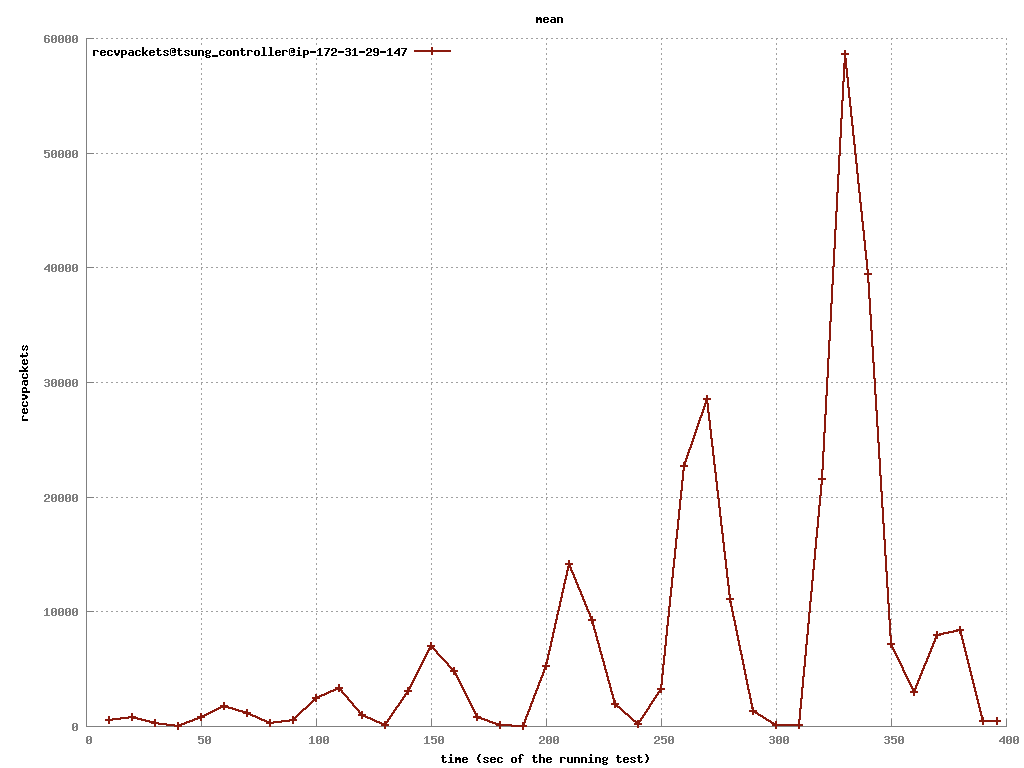 mean
recvpackets@tsung_controller@ip-172-31-29-147
60000
50000
40000
30000
20000
10000
0
recvpackets
0 50 100 150 200 250 300 350 400
time (sec of the running test)